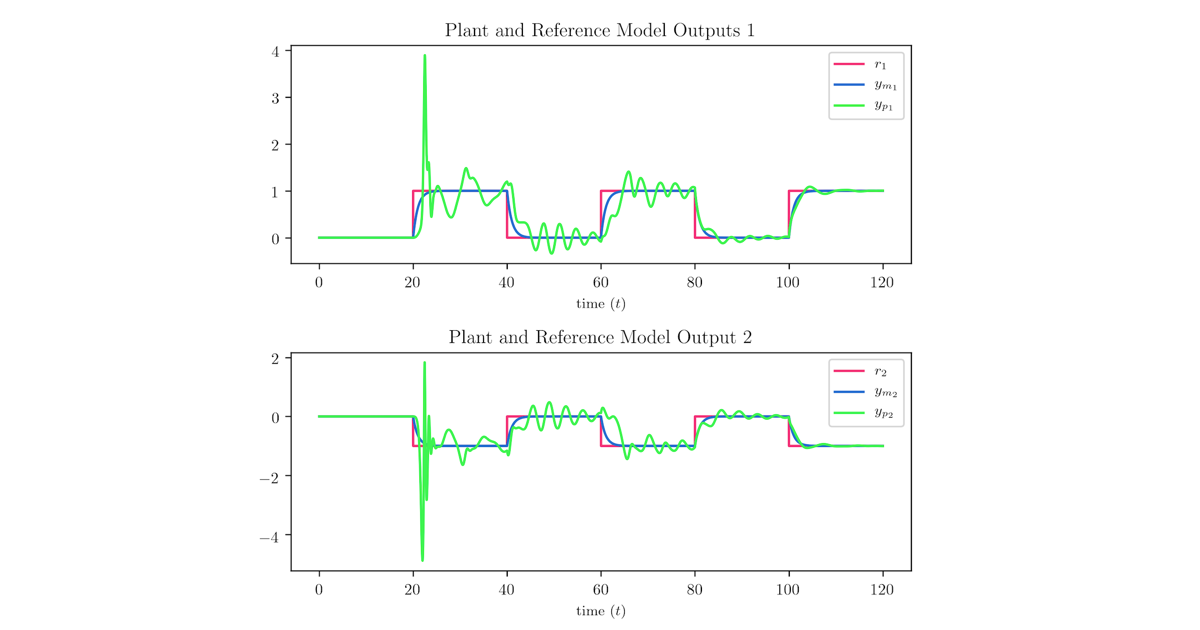 Plant and Reference Model Outputs 1
4
3
2
1
0
r₁
yₘ₁
yₚ₁
0 20 40 60 80 100 120
time (t)
Plant and Reference Model Output 2
2
0
−2
−4
r₂
yₘ₂
yₚ₂
0 20 40 60 80 100 120
time (t)